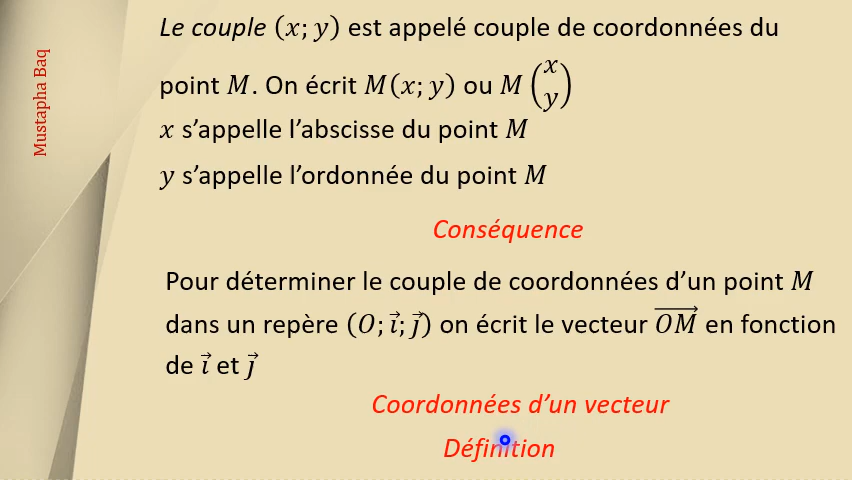 Mustapha Baq
Le couple (x; y) est appelé couple de coordonnées du
point M. On écrit M(x; y) ou M(x y)
x s’appelle l’abscisse du point M
y s’appelle l’ordonnée du point M
Conséquence
Pour déterminer le couple de coordonnées d’un point M
dans un repère (O; i⃗; j⃗) on écrit le vecteur OM⃗ en fonction
de i⃗ et j⃗
Coordonnées d’un vecteur
Définition